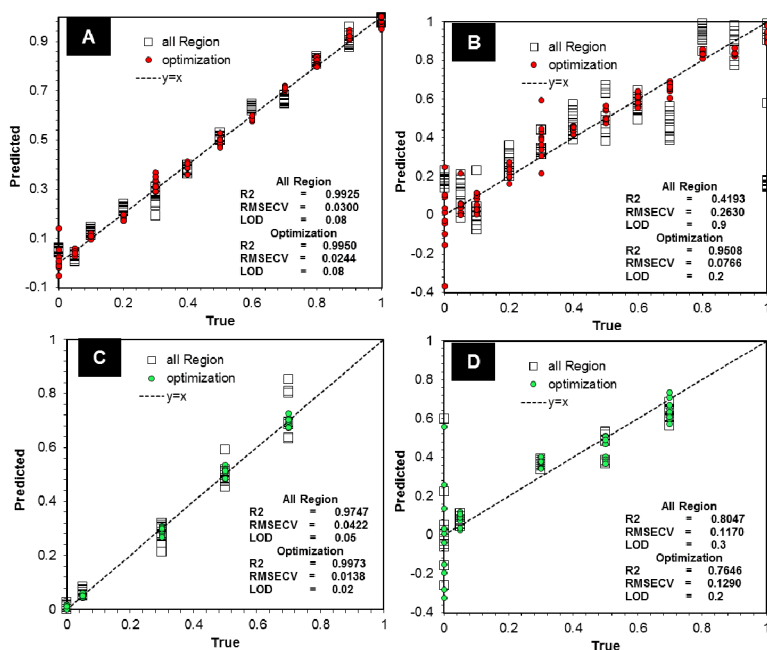 A
all Region
optimization
y=x
0.9
0.7
0.5
0.3
0.1
-0.1
Predicted
All Region
R2 = 0.9925
RMSECV = 0.0300
LOD = 0.08
Optimization
R2 = 0.9950
RMSECV = 0.0244
LOD = 0.08
0 0.2 0.4 0.6 0.8 1
True
B
all Region
optimization
y=x
1
0.8
0.6
0.4
0.2
0
-0.2
-0.4
Predicted
All Region
R2 = 0.4193
RMSECV = 0.2630
LOD = 0.9
Optimization
R2 = 0.9508
RMSECV = 0.0766
LOD = 0.2
0 0.2 0.4 0.6 0.8 1
True
C
all Region
optimization
y=x
1
0.8
0.6
0.4
0.2
0
Predicted
All Region
R2 = 0.9747
RMSECV = 0.0422
LOD = 0.05
Optimization
R2 = 0.9973
RMSECV = 0.0138
LOD = 0.02
0 0.2 0.4 0.6 0.8 1
True
D
all Region
optimization
y=x
1
0.8
0.6
0.4
0.2
0
-0.2
-0.4
Predicted
All Region
R2 = 0.8047
RMSECV = 0.1170
LOD = 0.3
Optimization
R2 = 0.7646
RMSECV = 0.1290
LOD = 0.2
0 0.2 0.4 0.6 0.8 1
True